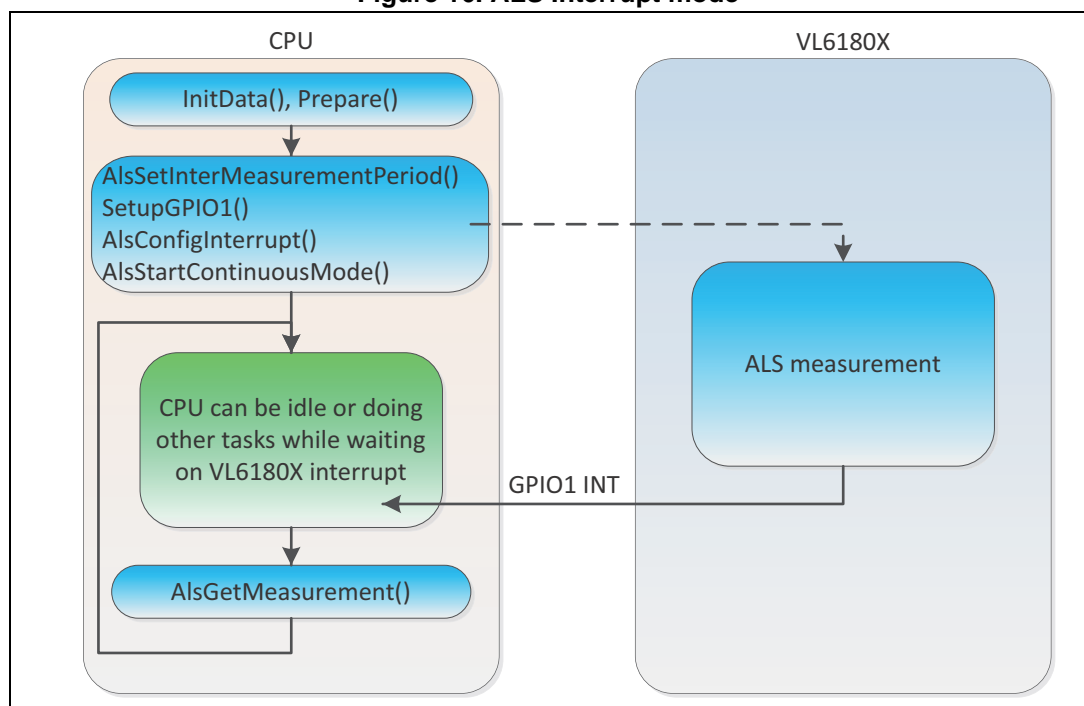 CPU
VL6180X
InitData(), Prepare()
AlsSetInterMeasurementPeriod()
SetupGPIO1()
AlsConfigInterrupt()
AlsStartContinuousMode()
ALS measurement
CPU can be idle or doing
other tasks while waiting
on VL6180X interrupt
GPIO1 INT
AlsGetMeasurement()